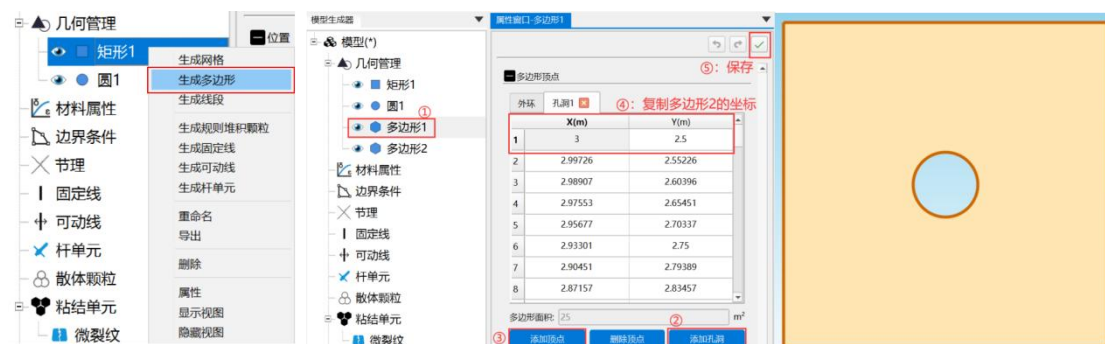 几何管理
矩形1
圆1
材料属性
边界条件
节理
固定线
可动线
杆单元
散体颗粒
粘结单元
微裂纹
位置
生成网格
生成多边形
生成线段
生成规则堆积颗粒
生成固定线
生成可动线
生成杆单元
重命名
导出
删除
属性
显示视图
隐藏视图
模型生成器
模型(*)
几何管理
矩形1
圆1
①
多边形1
多边形2
材料属性
边界条件
节理
固定线
可动线
杆单元
散体颗粒
粘结单元
微裂纹
属性窗口-多边形1
⑤：保存
多边形顶点
外环 孔洞1
④：复制多边形2的坐标
X(m) Y(m)
1 3 2.5
2 2.99726 2.55226
3 2.98907 2.60396
4 2.97553 2.65451
5 2.95677 2.70337
6 2.93301 2.75
7 2.90451 2.79389
8 2.87157 2.83457
多边形面积: 25 m²
②
③ 添加顶点 删除顶点 添加孔洞